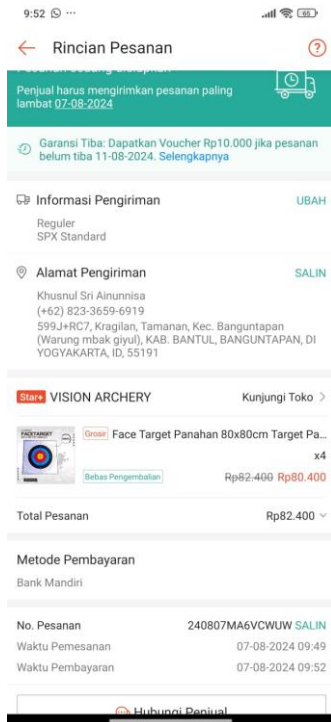 9:52
65
Rincian Pesanan
Penjual harus mengirimkan pesanan paling
lambat 07-08-2024
Garansi Tiba: Dapatkan Voucher Rp10.000 jika pesanan
belum tiba 11-08-2024. Selengkapnya
Informasi Pengiriman UBAH
Reguler
SPX Standard
Alamat Pengiriman SALIN
Khusnul Sri Ainunnisa
(+62) 823-3659-6919
599J+RC7, Kragilan, Tamanan, Kec. Banguntapan
(Warung mbak giyul), KAB. BANTUL, BANGUNTAPAN, DI
YOGYAKARTA, ID, 55191
Star+ VISION ARCHERY Kunjungi Toko >
FACETARGET
Grosir Face Target Panahan 80x80cm Target Pa...
x4
Bebas Pengembalian Rp82.400 Rp80.400
Total Pesanan Rp82.400
Metode Pembayaran
Bank Mandiri
No. Pesanan 240807MA6VCWUW SALIN
Waktu Pemesanan 07-08-2024 09:49
Waktu Pembayaran 07-08-2024 09:52
Hubungi Penjual